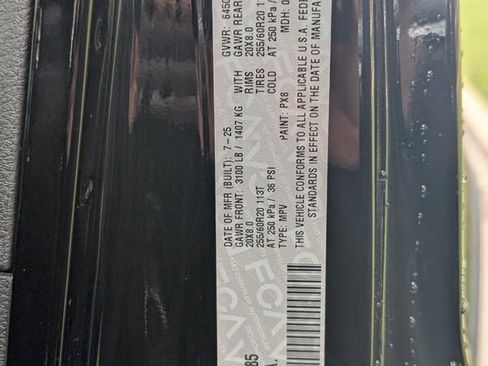 DATE OF MFR (BUILT): 7-25 GVWR: 645
GAWR FRONT: 3100 LB / 1407 KG WITH GAWR REAR
20X8.0 RIMS 20X8.0
255/60R20 113T TIRES 255/60R20 11
AT 250 kPa / 36 PSI COLD AT 250 kPa /
TYPE: MPV PAINT: PX8 MDH: 0
THIS VEHICLE CONFORMS TO ALL APPLICABLE U.S.A. FEDE
STANDARDS IN EFFECT ON THE DATE OF MANUFA
FCA
85
A.